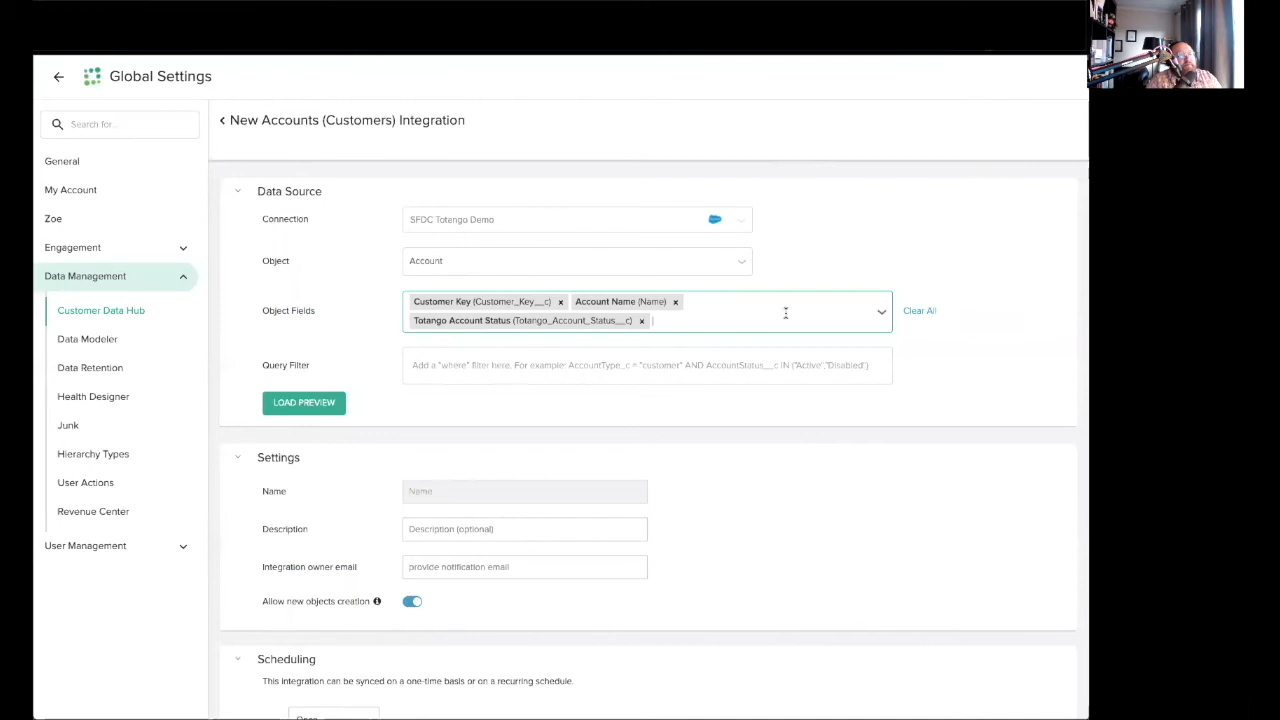 Global Settings
Search for...
General
My Account
Zoe
Engagement
Data Management
Customer Data Hub
Data Modeler
Data Retention
Health Designer
Junk
Hierarchy Types
User Actions
Revenue Center
User Management
New Accounts (Customers) Integration
Data Source
Connection
SFDC Totango Demo
Object
Account
Object Fields
Customer Key (Customer_Key__c) × Account Name (Name) ×
Totango Account Status (Totango_Account_Status__c) ×
Clear All
Query Filter
Add a "where" filter here. For example: AccountType_c = "customer" AND AccountStatus__c IN ("Active","Disabled")
LOAD PREVIEW
Settings
Name
Name
Description
Description (optional)
Integration owner email
provide notification email
Allow new objects creation
Scheduling
This integration can be synced on a one-time basis or on a recurring schedule.